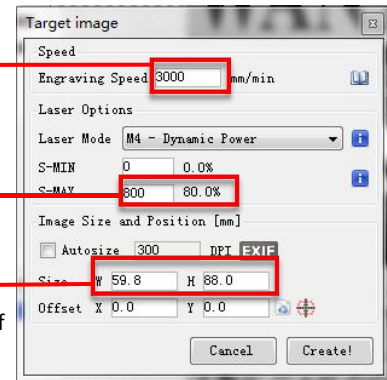 Target image
Speed
Engraving Speed 3000 mm/min
Laser Options
Laser Mode M4 - Dynamic Power
S-MIN 0 0.0%
S-MAX 800 80.0%
Image Size and Position [mm]
Autosize 300 DPI EXIF
Size W 59.8 H 88.0
Offset X 0.0 Y 0.0
f
Cancel Create!